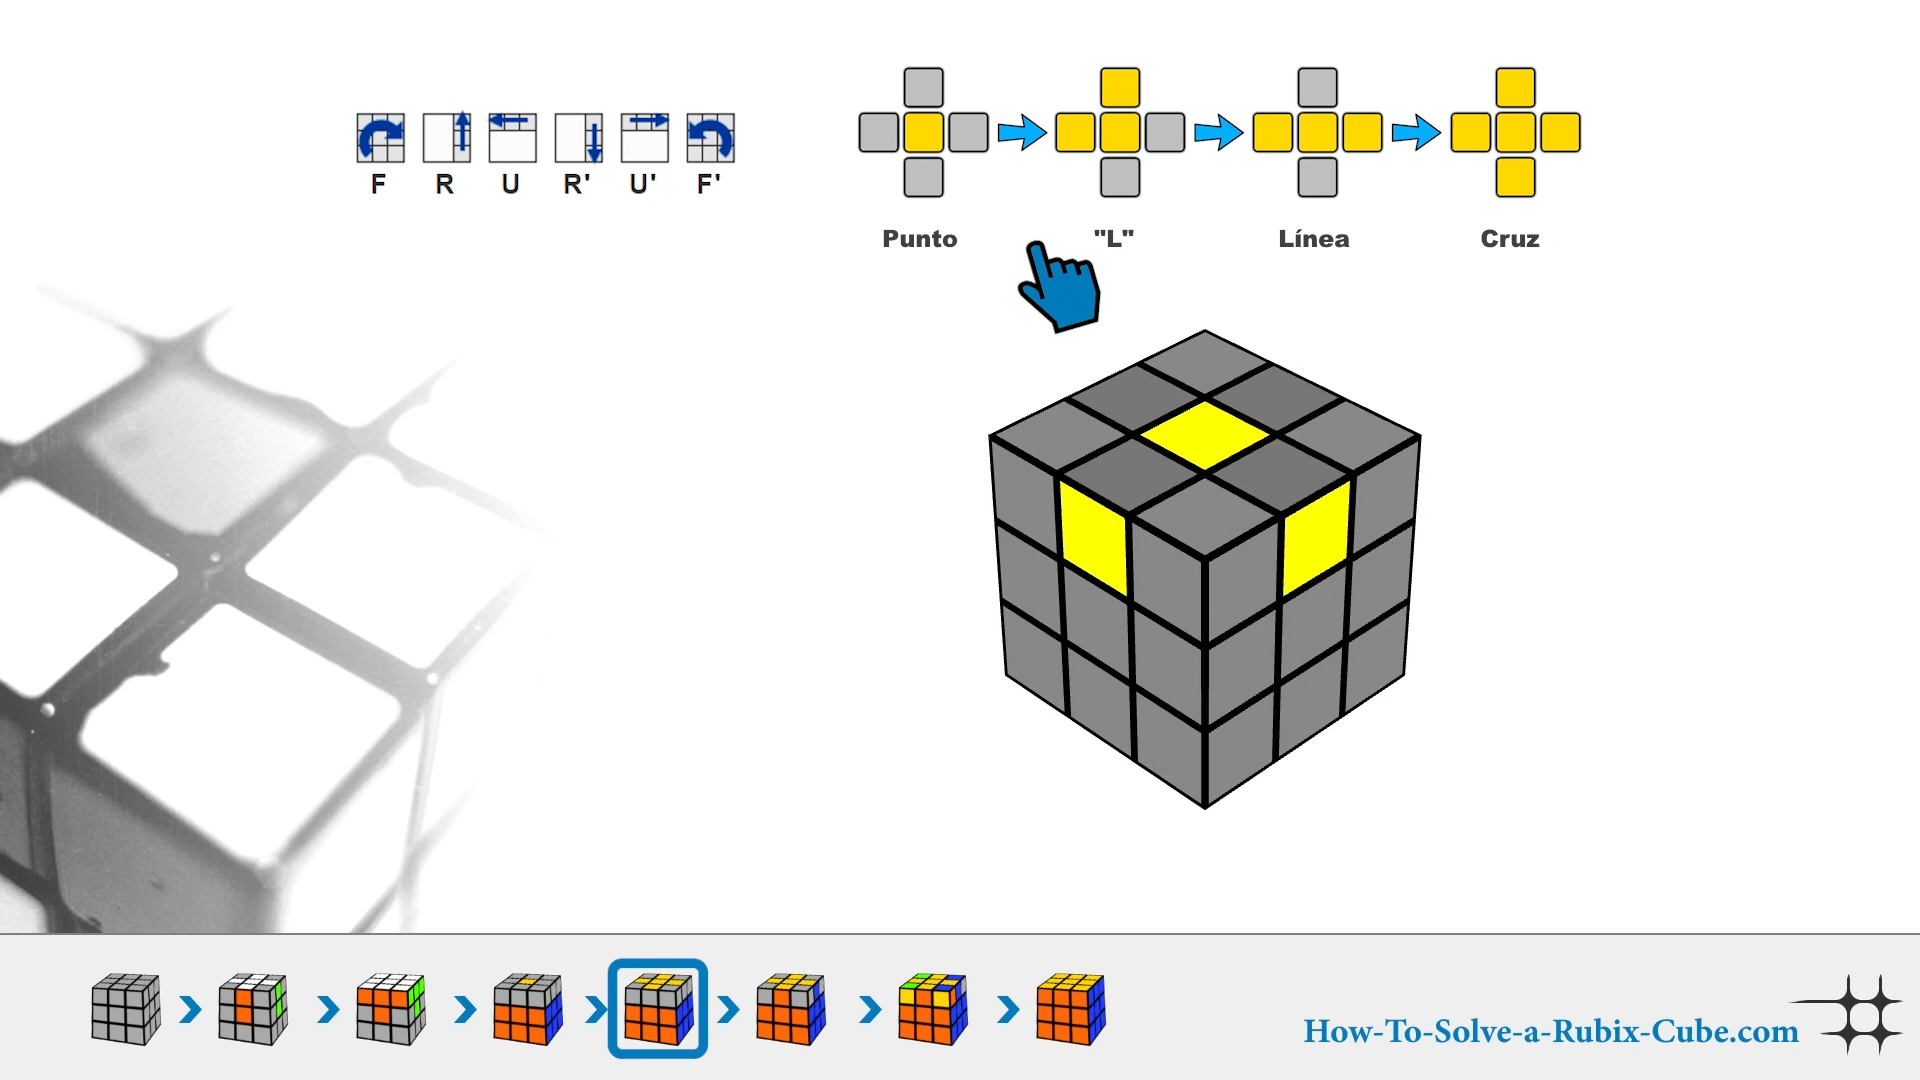 F R U R' U' F'
Punto "L" Línea Cruz
How-To-Solve-a-Rubix-Cube.com